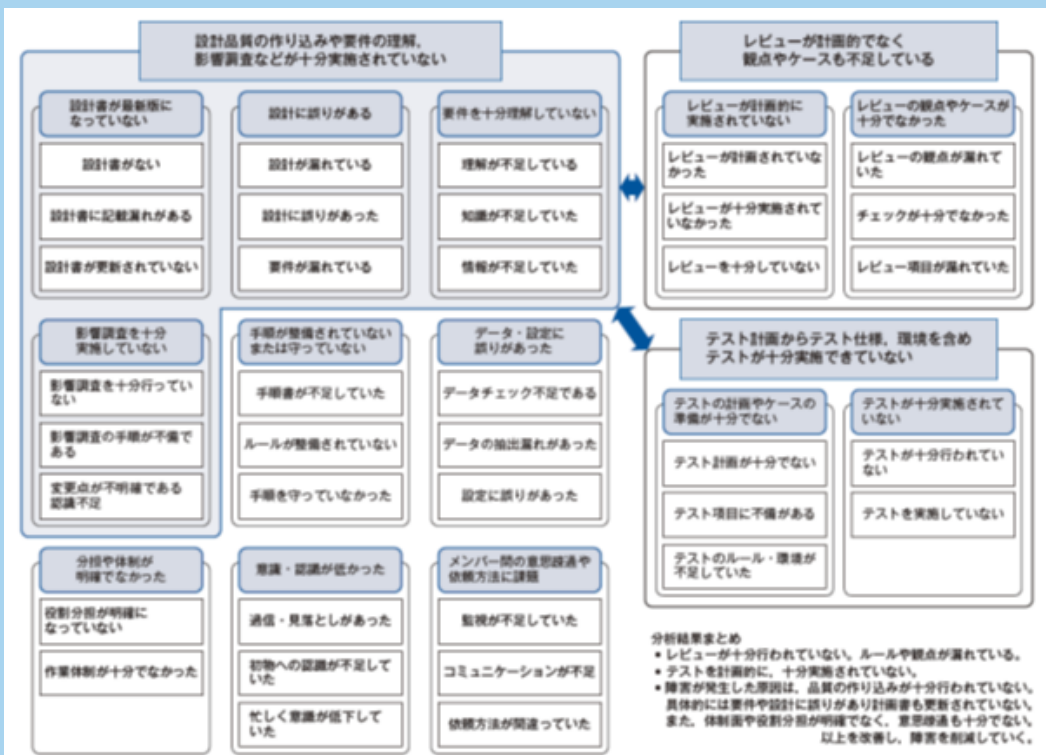 設計品質の作り込みや要件の理解，
影響調査などが十分実施されていない
設計書が最新版に
なっていない
設計書がない
設計書に記載漏れがある
設計書が更新されていない
設計に誤りがある
設計が漏れている
設計に誤りがあった
要件が漏れている
要件を十分理解していない
理解が不足している
知識が不足していた
情報が不足していた
影響調査を十分
実施していない
影響調査を十分行ってい
ない
影響調査の手順が不備で
ある
変更点が不明確である
認識不足
手順が整備されていない
または守っていない
手順書が不足していた
ルールが整備されていない
手順を守っていなかった
データ・設定に
誤りがあった
データチェック不足である
データの抽出漏れがあった
設定に誤りがあった
分担や体制が
明確でなかった
役割分担が明確に
なっていない
作業体制が十分でなかった
意識・認識が低かった
過信・見落としがあった
初物への認識が不足して
いた
忙しく意識が低下して
いた
メンバー間の意思疎通や
依頼方法に課題
監視が不足していた
コミュニケーションが不足
依頼方法が間違っていた
レビューが計画的でなく
観点やケースも不足している
レビューが計画的に
実施されていない
レビューが計画されていな
かった
レビューが十分実施されて
いなかった
レビューを十分していない
レビューの観点やケースが
十分でなかった
レビューの観点が漏れて
いた
チェックが十分でなかった
レビュー項目が漏れていた
テスト計画からテスト仕様，環境を含め
テストが十分実施できていない
テストの計画やケースの
準備が十分でない
テスト計画が十分でない
テスト項目に不備がある
テストのルール・環境が
不足していた
テストが十分実施されて
いない
テストが十分行われてい
ない
テストを実施していない
分析結果まとめ
• レビューが十分行われていない。ルールや観点が漏れている。
• テストを計画的に，十分実施されていない。
• 障害が発生した原因は，品質の作り込みが十分行われていない。
具体的には要件や設計に誤りがあり計画書も更新されていない。
また，体制面や役割分担が明確でなく，意思疎通も十分でない。
以上を改善し，障害を削減していく。